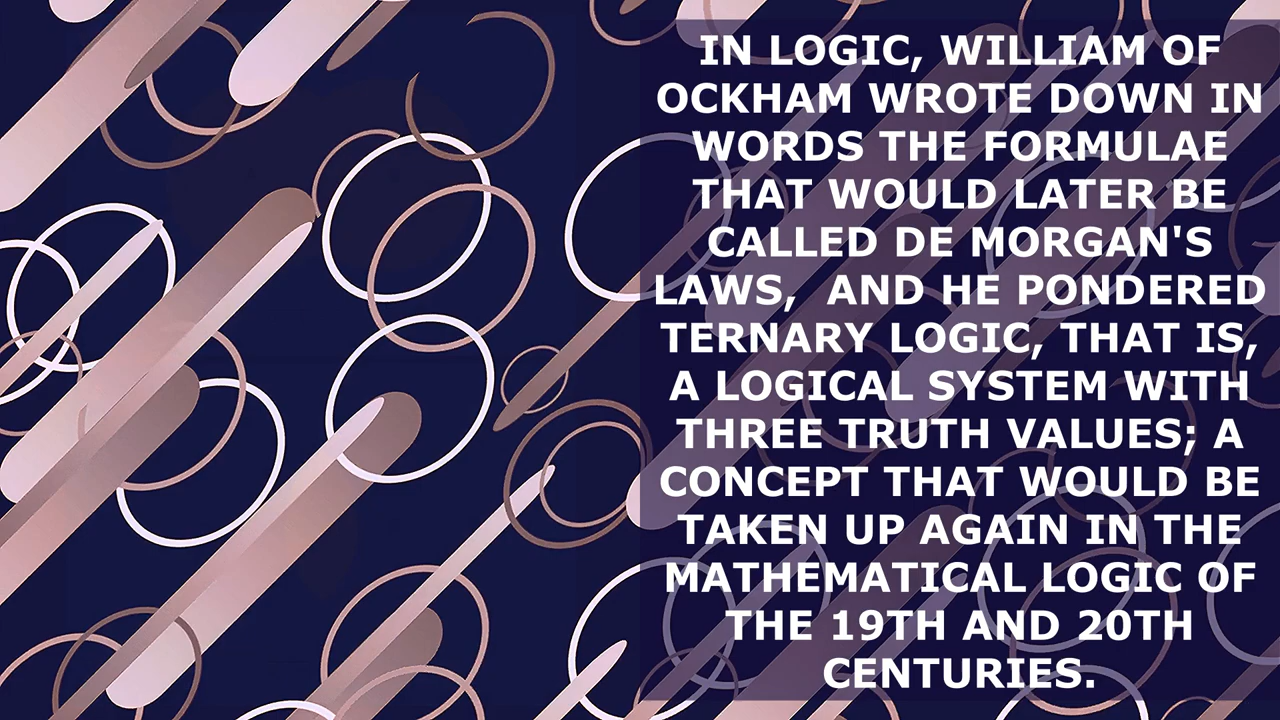 IN LOGIC, WILLIAM OF
OCKHAM WROTE DOWN IN
WORDS THE FORMULAE
THAT WOULD LATER BE
CALLED DE MORGAN'S
LAWS,  AND HE PONDERED
TERNARY LOGIC, THAT IS,
A LOGICAL SYSTEM WITH
THREE TRUTH VALUES; A
CONCEPT THAT WOULD BE
TAKEN UP AGAIN IN THE
MATHEMATICAL LOGIC OF
THE 19TH AND 20TH
CENTURIES.